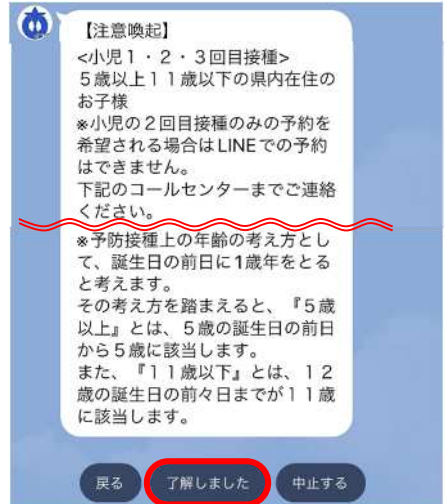 【注意喚起】
<小児1・2・3回目接種>
5歳以上11歳以下の県内在住の
お子様
※小児の2回目接種のみの予約を
希望される場合はLINEでの予約
はできません。
下記のコールセンターまでご連絡
ください。
※予防接種上の年齢の考え方とし
て、誕生日の前日に1歳年をとる
と考えます。
その考え方を踏まえると、『5歳
以上』とは、5歳の誕生日の前日
から5歳に該当します。
また、『11歳以下』とは、12
歳の誕生日の前々日までが11歳
に該当します。
戻る 了解しました 中止する